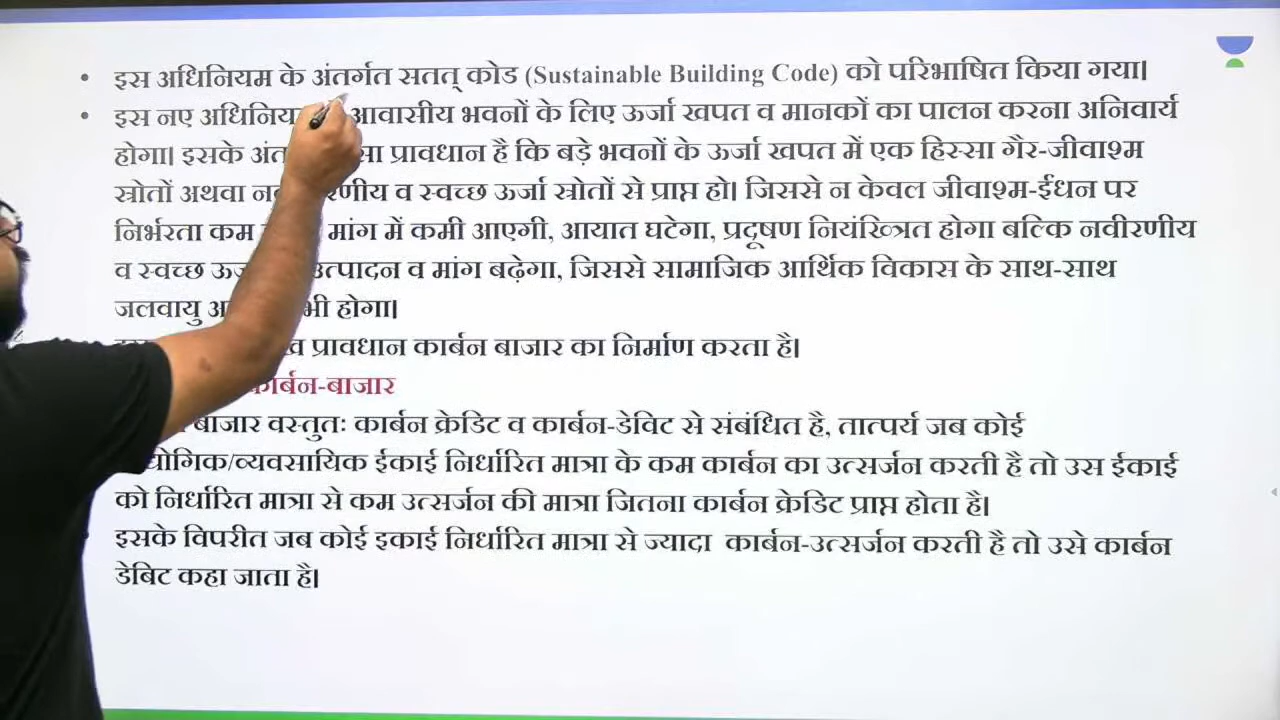 इस अधिनियम के अंतर्गत सतत् कोड (Sustainable Building Code) को परिभाषित किया गया।
इस नए आवासीय भवनों के लिए ऊर्जा खपत व मानकों का पालन करना अनिवार्य
होगा। इसके प्रावधान है कि बड़े भवनों के ऊर्जा खपत में एक हिस्सा गैर-जीवाश्म
स्रोतों अथवा व स्वच्छ ऊर्जा स्रोतों से प्राप्त हो। जिससे न केवल जीवाश्म-ईंधन पर
निर्भरता कम मांग में कमी आएगी, आयात घटेगा, प्रदूषण नियंख्त्रित होगा बल्कि नवीरणीय
व स्वच्छ उत्पादन व मांग बढ़ेगा, जिससे सामाजिक आर्थिक विकास के साथ-साथ
जलवायु भी होगा।
प्रावधान कार्बन बाजार का निर्माण करता है।
कार्बन-बाजार
बाजार वस्तुतः कार्बन क्रेडिट व कार्बन-डेविट से संबंधित है, तात्पर्य जब कोई
ईकाई निर्धारित मात्रा के कम कार्बन का उत्सर्जन करती है तो उस ईकाई
को निर्धारित मात्रा से कम उत्सर्जन की मात्रा जितना कार्बन क्रेडिट प्राप्त होता है।
इसके विपरीत जब कोई इकाई निर्धारित मात्रा से ज्यादा कार्बन-उत्सर्जन करती है तो उसे कार्बन
डेबिट कहा जाता है।